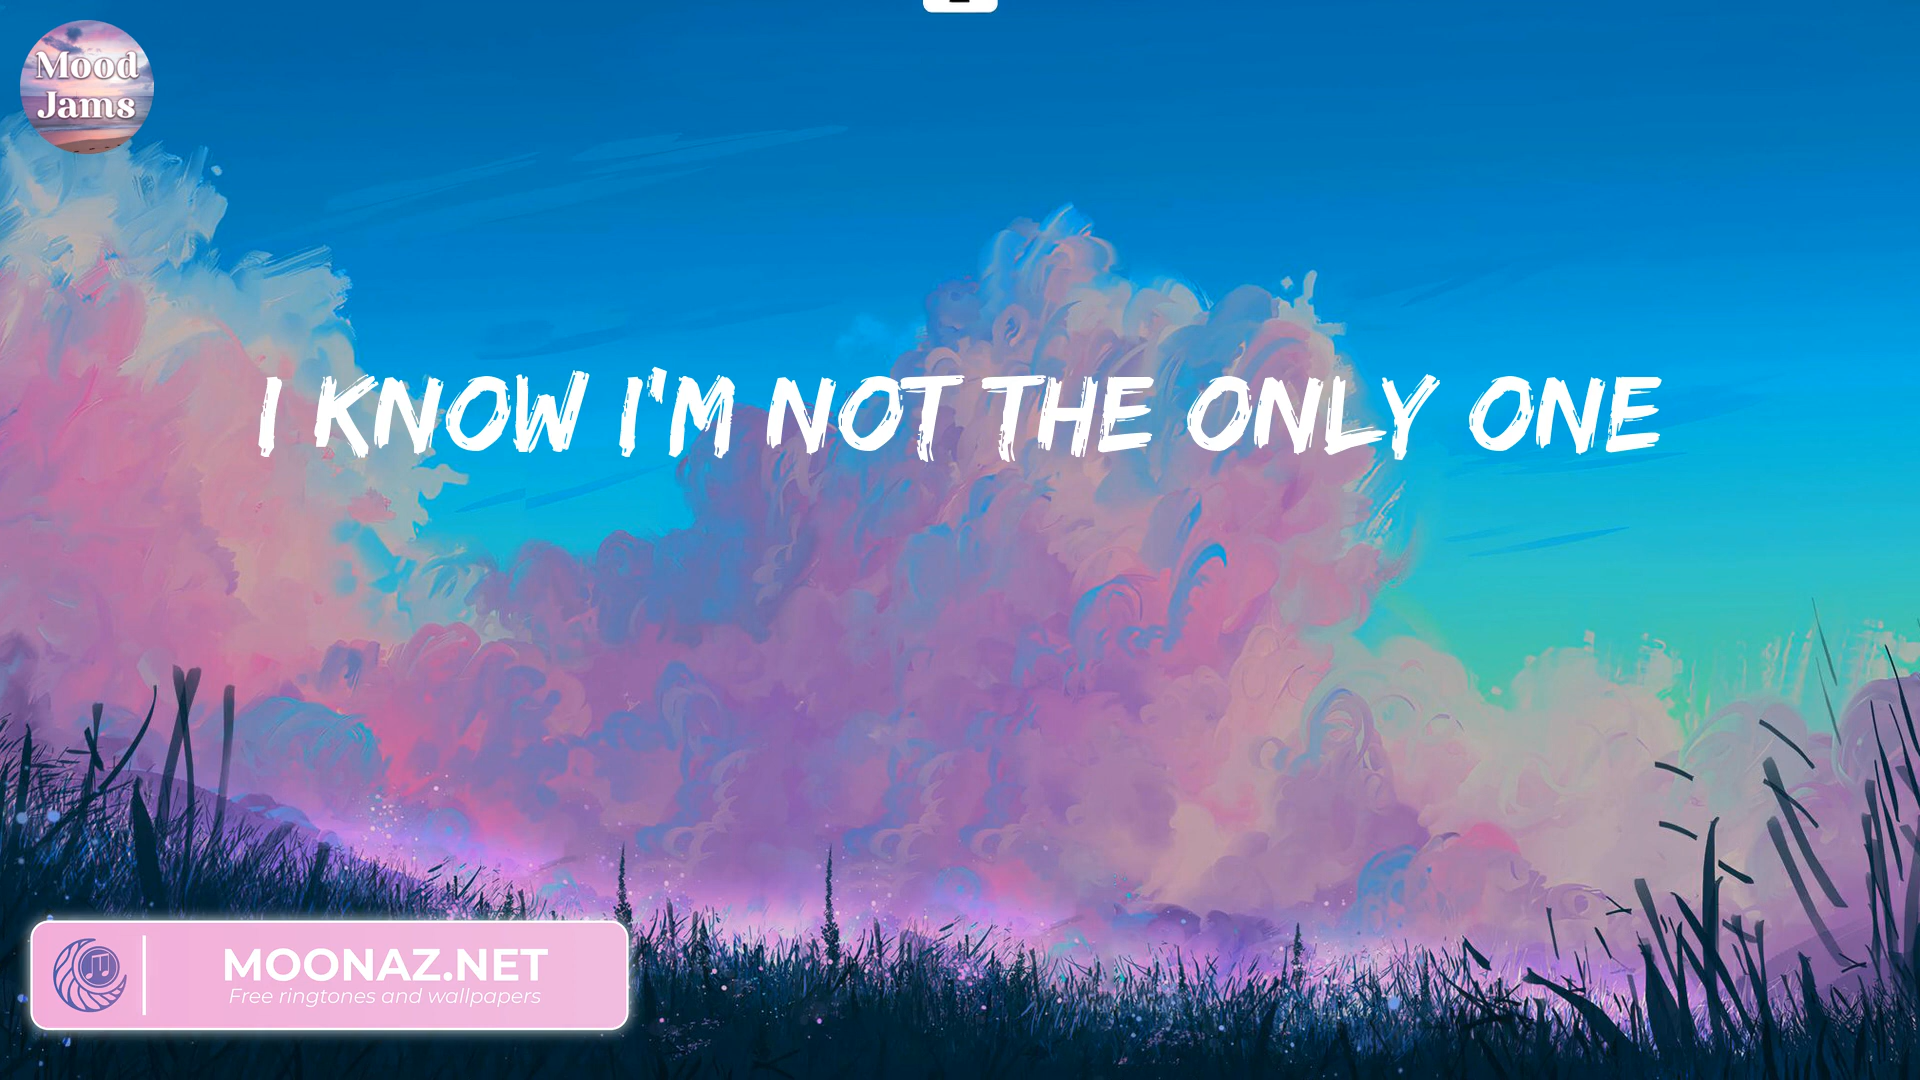 Mood
Jams
I KNOW I'M NOT THE ONLY ONE
MOONAZ.NET
Free ringtones and wallpapers